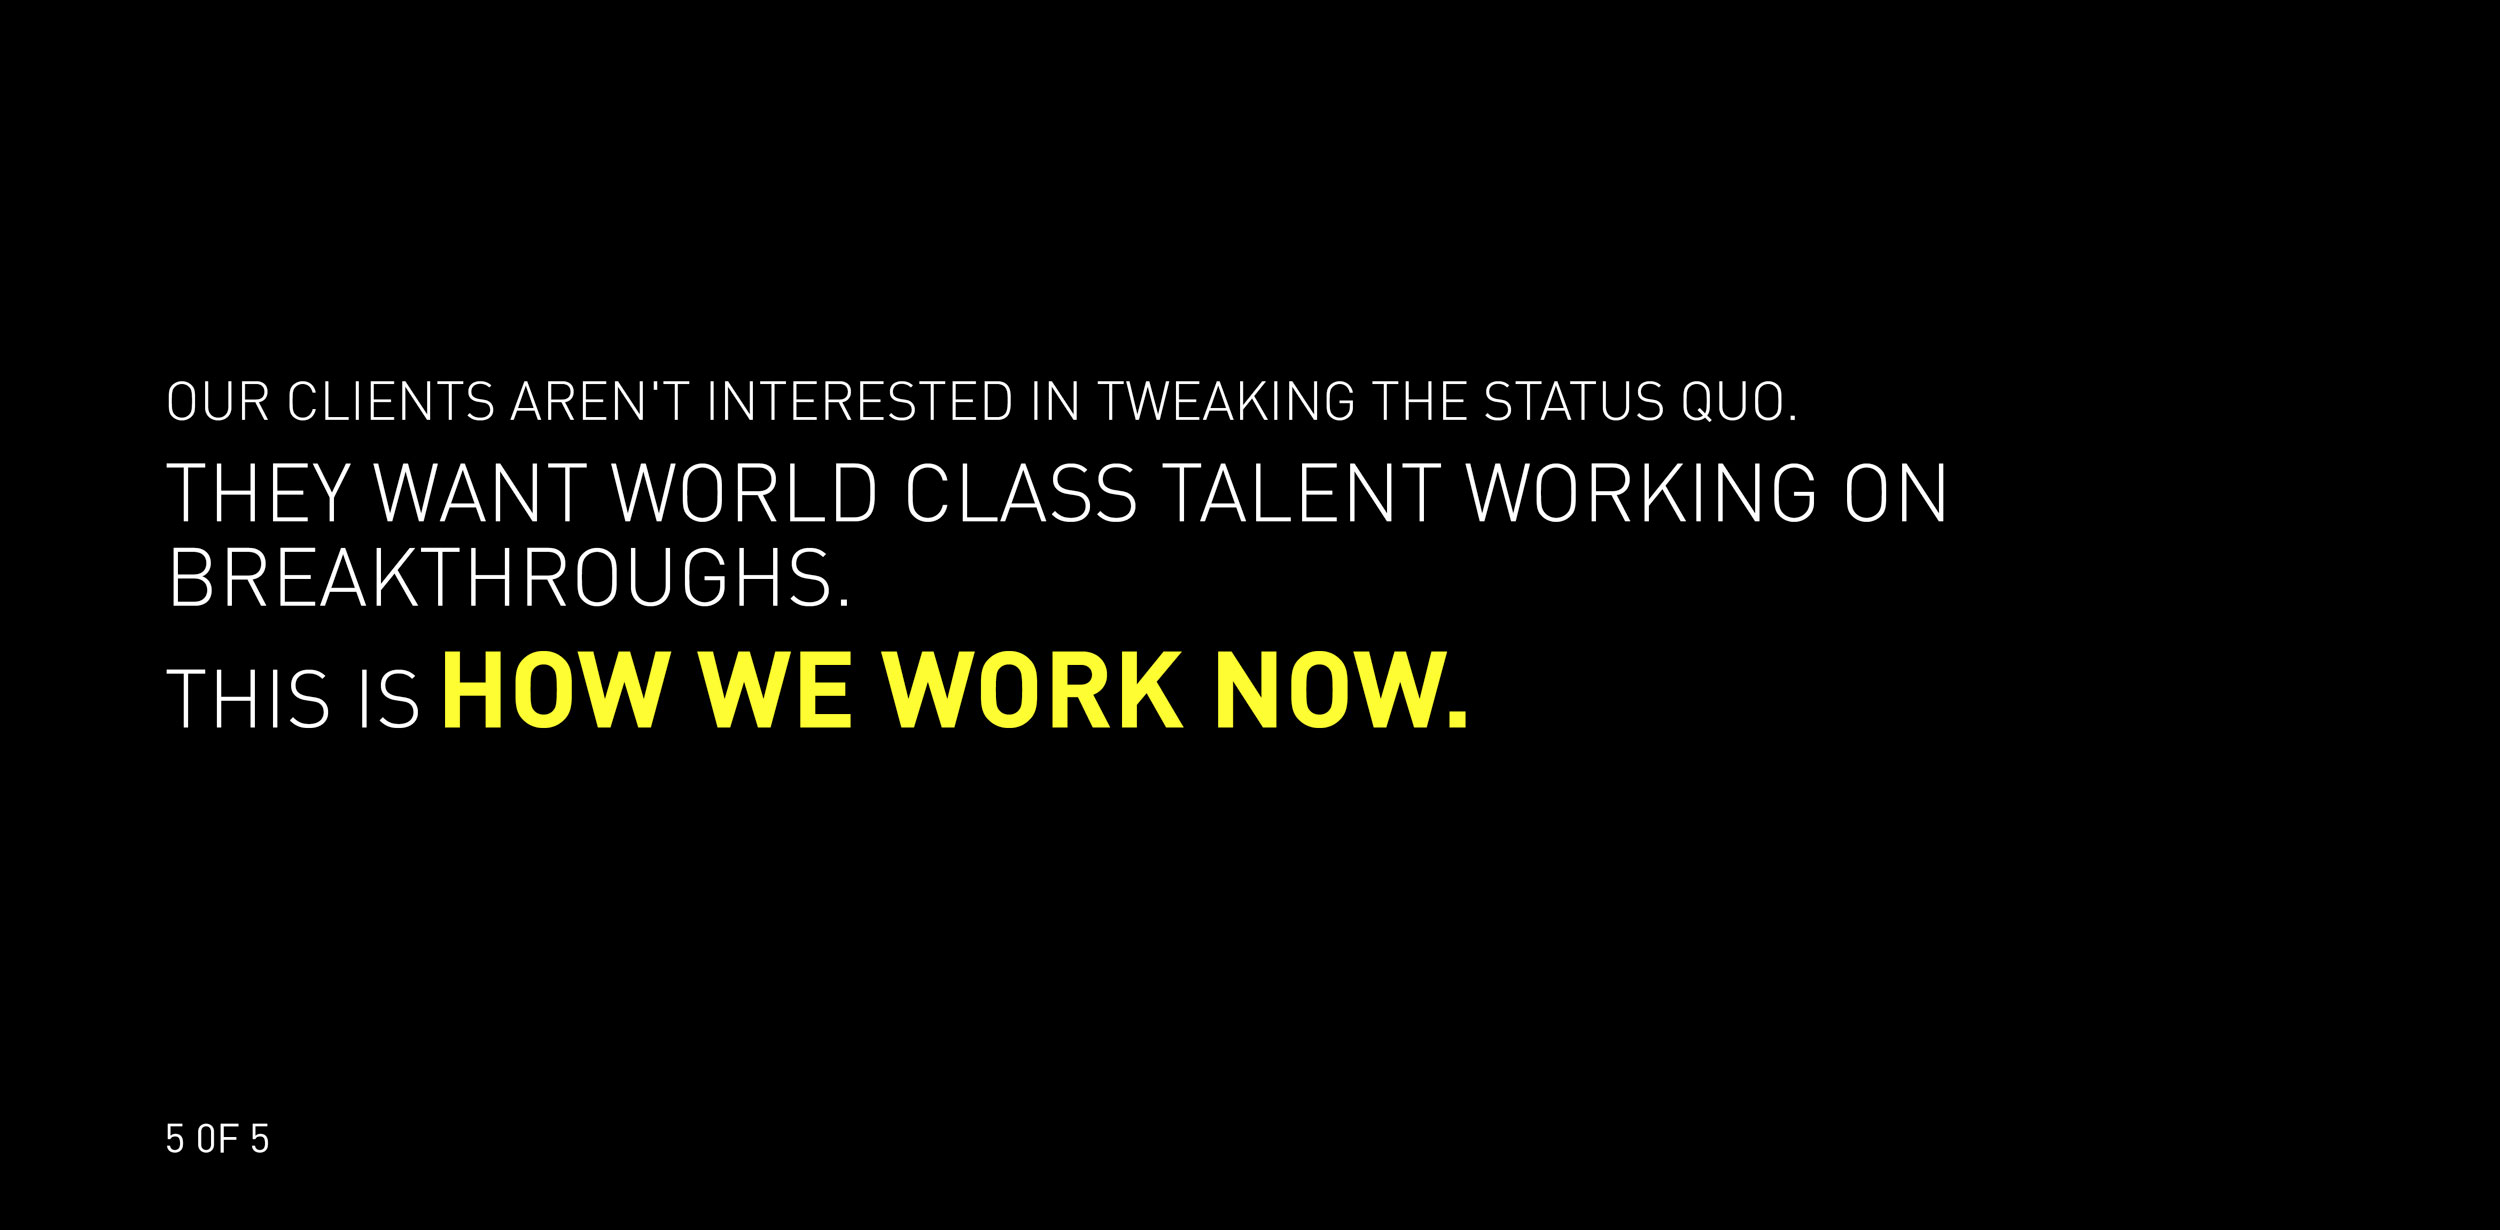 OUR CLIENTS AREN'T INTERESTED IN TWEAKING THE STATUS QUO.
THEY WANT WORLD CLASS TALENT WORKING ON
BREAKTHROUGHS.
THIS IS HOW WE WORK NOW.
5 OF 5